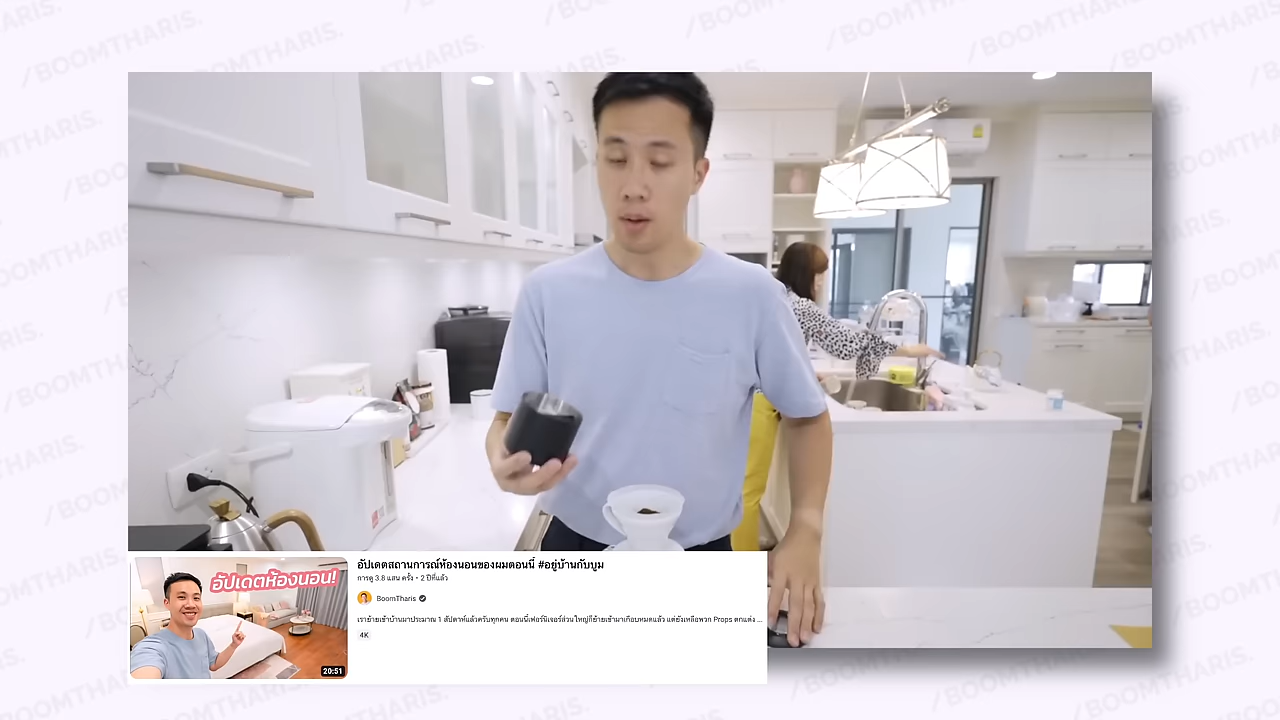 /BOOMTHARIS.
อัปเดตห้องนอน!
20:51
อัปเดตสถานการณ์ห้องนอนของผมตอนนี้ #อยู่บ้านกับบูม
การดู 3.8 แสน ครั้ง • 2 ปีที่แล้ว
BoomTharis
เราย้ายเข้าบ้านมาประมาณ 1 สัปดาห์แล้วครับทุกคน ตอนนี้เฟอร์นิเจอร์ส่วนใหญ่ก็ย้ายเข้ามาเกือบหมดแล้ว แต่ยังเหลือพวก Props ตกแต่ง ...
4K